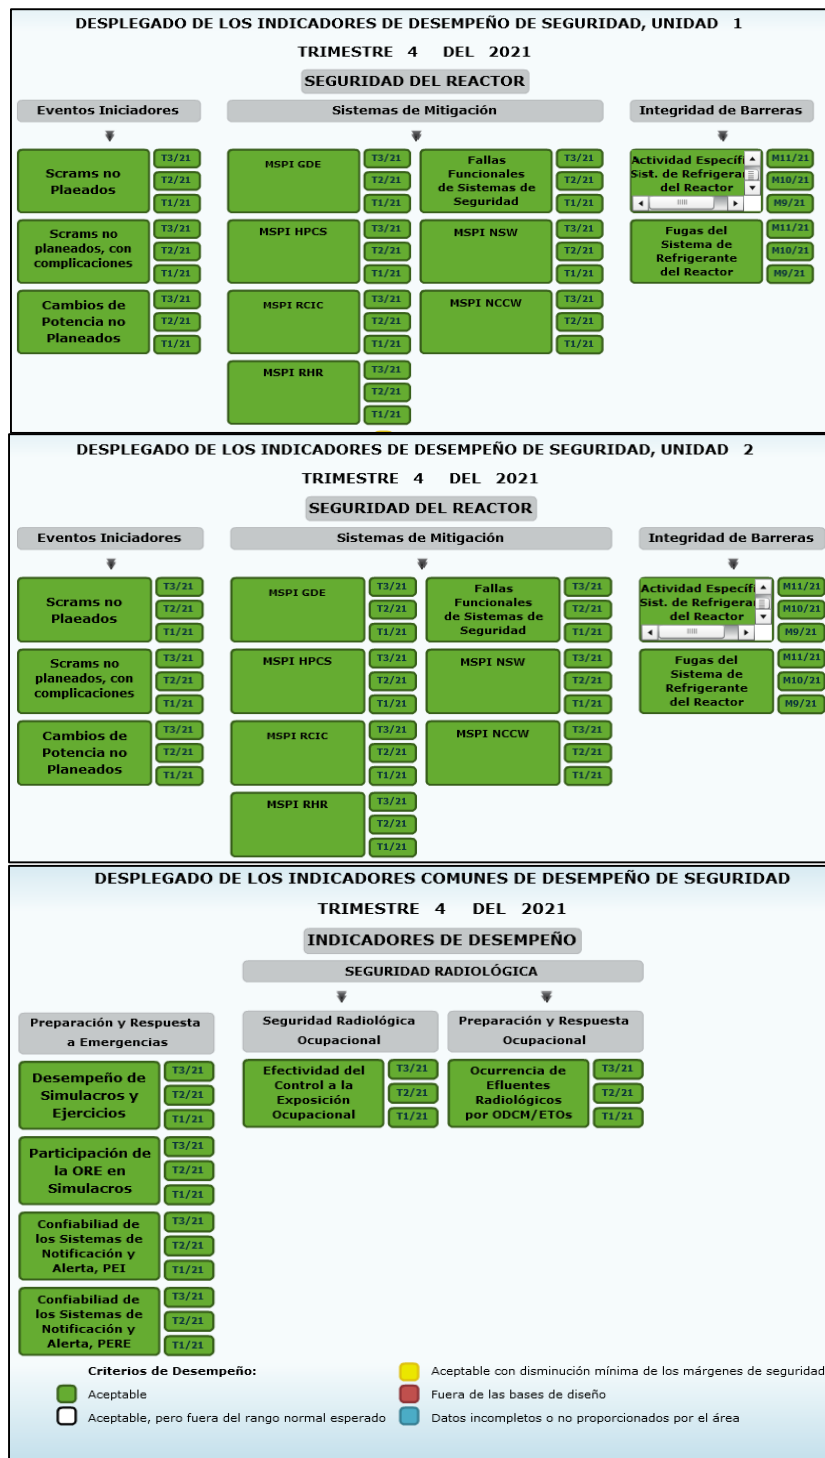 DESPLEGADO DE LOS INDICADORES DE DESEMPEÑO DE SEGURIDAD, UNIDAD 1
TRIMESTRE 4 DEL 2021
SEGURIDAD DEL REACTOR
Eventos Iniciadores
Sistemas de Mitigación
Integridad de Barreras
Scrams no
Plaeados
T3/21
T2/21
T1/21
Scrams no
planeados, con
complicaciones
T3/21
T2/21
T1/21
Cambios de
Potencia no
Planeados
T3/21
T2/21
T1/21
MSPI GDE
T3/21
T2/21
T1/21
MSPI HPCS
T3/21
T2/21
T1/21
MSPI RCIC
T3/21
T2/21
T1/21
MSPI RHR
T3/21
T2/21
T1/21
Fallas
Funcionales
de Sistemas de
Seguridad
T3/21
T2/21
T1/21
MSPI NSW
T3/21
T2/21
T1/21
MSPI NCCW
T3/21
T2/21
T1/21
Actividad Específi
Sist. de Refrigeran
del Reactor
M11/21
M10/21
M9/21
Fugas del
Sistema de
Refrigerante
del Reactor
M11/21
M10/21
M9/21
DESPLEGADO DE LOS INDICADORES DE DESEMPEÑO DE SEGURIDAD, UNIDAD 2
TRIMESTRE 4 DEL 2021
SEGURIDAD DEL REACTOR
Eventos Iniciadores
Sistemas de Mitigación
Integridad de Barreras
Scrams no
Plaeados
T3/21
T2/21
T1/21
Scrams no
planeados, con
complicaciones
T3/21
T2/21
T1/21
Cambios de
Potencia no
Planeados
T3/21
T2/21
T1/21
MSPI GDE
T3/21
T2/21
T1/21
MSPI HPCS
T3/21
T2/21
T1/21
MSPI RCIC
T3/21
T2/21
T1/21
MSPI RHR
T3/21
T2/21
T1/21
Fallas
Funcionales
de Sistemas de
Seguridad
T3/21
T2/21
T1/21
MSPI NSW
T3/21
T2/21
T1/21
MSPI NCCW
T3/21
T2/21
T1/21
Actividad Específi
Sist. de Refrigeran
del Reactor
M11/21
M10/21
M9/21
Fugas del
Sistema de
Refrigerante
del Reactor
M11/21
M10/21
M9/21
DESPLEGADO DE LOS INDICADORES COMUNES DE DESEMPEÑO DE SEGURIDAD
TRIMESTRE 4 DEL 2021
INDICADORES DE DESEMPEÑO
SEGURIDAD RADIOLÓGICA
Preparación y Respuesta
a Emergencias
Seguridad Radiológica
Ocupacional
Preparación y Respuesta
Ocupacional
Desempeño de
Simulacros y
Ejercicios
T3/21
T2/21
T1/21
Participación de
la ORE en
Simulacros
T3/21
T2/21
T1/21
Confiabiliad de
los Sistemas de
Notificación y
Alerta, PEI
T3/21
T2/21
T1/21
Confiabiliad de
los Sistemas de
Notificación y
Alerta, PERE
T3/21
T2/21
T1/21
Efectividad del
Control a la
Exposición
Ocupacional
T3/21
T2/21
T1/21
Ocurrencia de
Efluentes
Radiológicos
por ODCM/ETOs
T3/21
T2/21
T1/21
Criterios de Desempeño:
Aceptable
Aceptable, pero fuera del rango normal esperado
Aceptable con disminución mínima de los márgenes de seguridad
Fuera de las bases de diseño
Datos incompletos o no proporcionados por el área